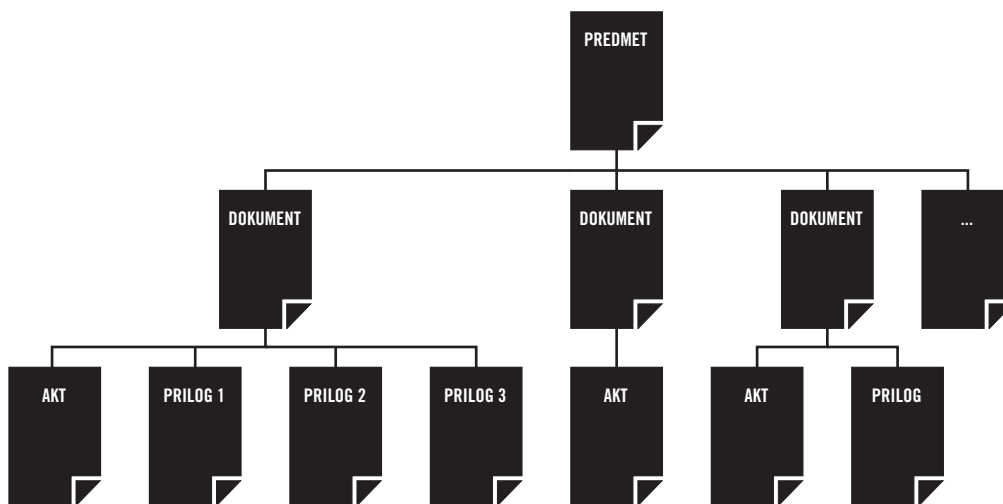 PREDMET
DOKUMENT
DOKUMENT
DOKUMENT
...
AKT
PRILOG 1
PRILOG 2
PRILOG 3
AKT
AKT
PRILOG